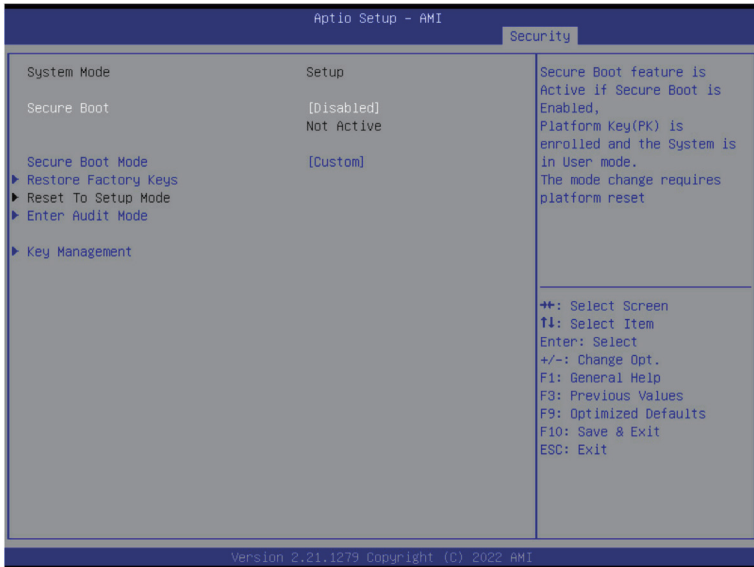 Aptio Setup - AMI
Security
System Mode Setup
Secure Boot [Disabled]
Not Active
Secure Boot Mode [Custom]
Restore Factory Keys
Reset To Setup Mode
Enter Audit Mode
Key Management
Secure Boot feature is
Active if Secure Boot is
Enabled,
Platform Key(PK) is
enrolled and the System is
in User mode.
The mode change requires
platform reset
→←: Select Screen
↑↓: Select Item
Enter: Select
+/-: Change Opt.
F1: General Help
F3: Previous Values
F9: Optimized Defaults
F10: Save & Exit
ESC: Exit
Version 2.21.1279 Copyright (C) 2022 AMI